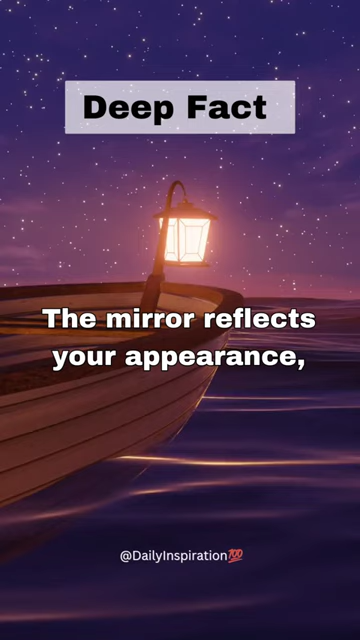 Deep Fact
The mirror reflects
your appearance,
@DailyInspiration💯